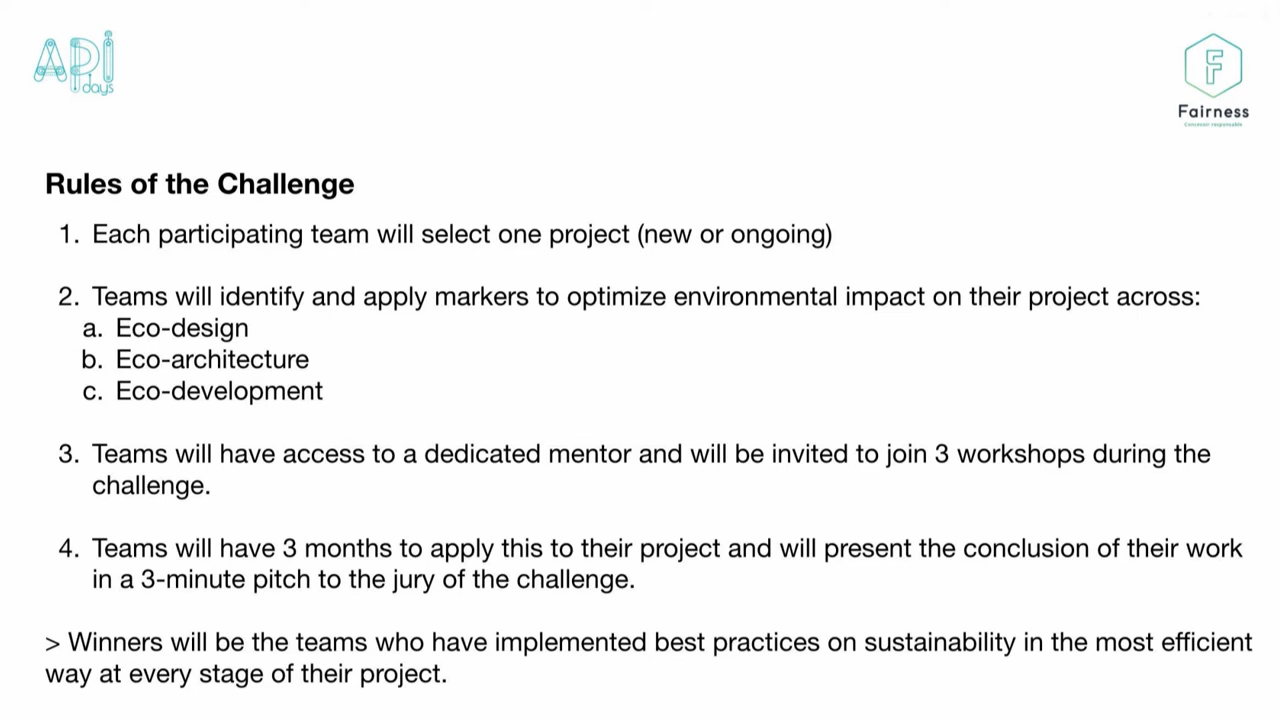 API
days
Fairness
Concevoir responsable
Rules of the Challenge
1. Each participating team will select one project (new or ongoing)
2. Teams will identify and apply markers to optimize environmental impact on their project across:
a. Eco-design
b. Eco-architecture
c. Eco-development
3. Teams will have access to a dedicated mentor and will be invited to join 3 workshops during the
challenge.
4. Teams will have 3 months to apply this to their project and will present the conclusion of their work
in a 3-minute pitch to the jury of the challenge.
> Winners will be the teams who have implemented best practices on sustainability in the most efficient
way at every stage of their project.